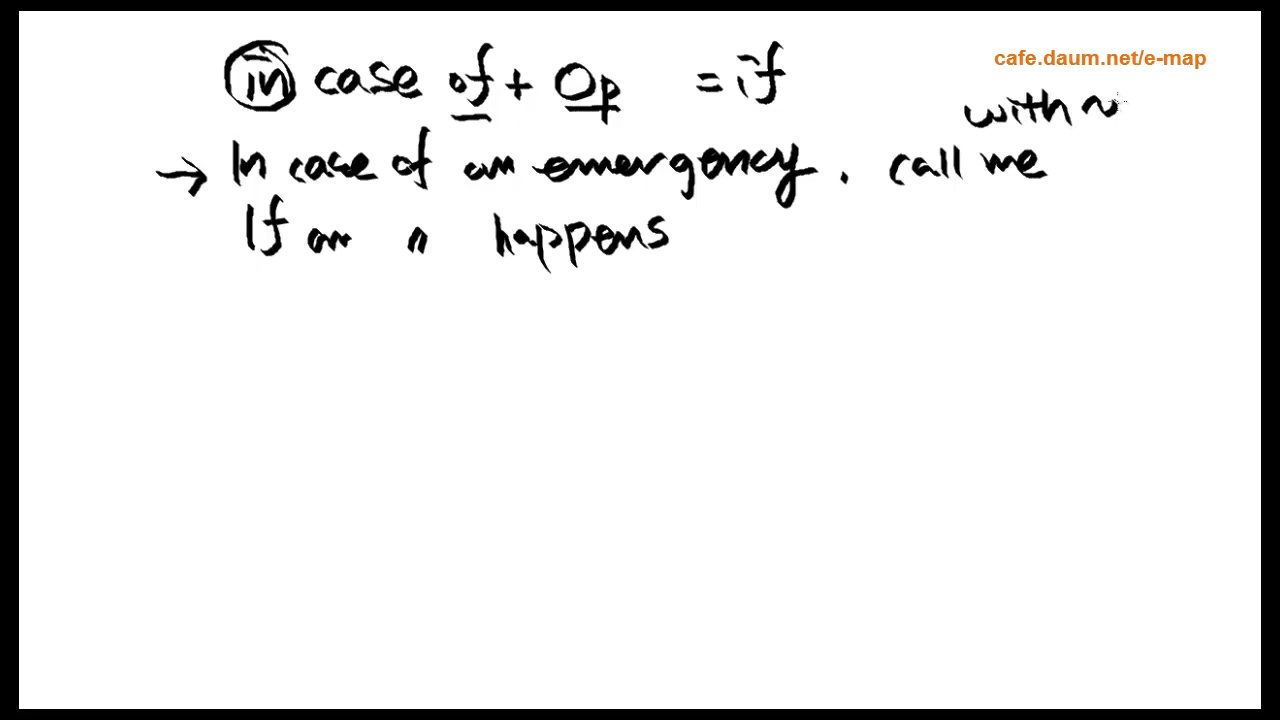 cafe.daum.net/e-map
in case of + Op = if
with ~
→ In case of an emergency. call me
If an 〃 happens